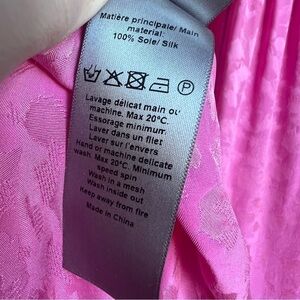 Matière principale/ Main
material:
100% Soie/ Silk
P
Lavage délicat main ou
machine. Max 20°C.
Essorage minimum
Laver dans un filet
Laver sur l'envers
Hand or machine delicate
wash. Max 20°C. Minimum
speed spin
Wash in a mesh
Wash inside out
Keep away from fire
Made in China